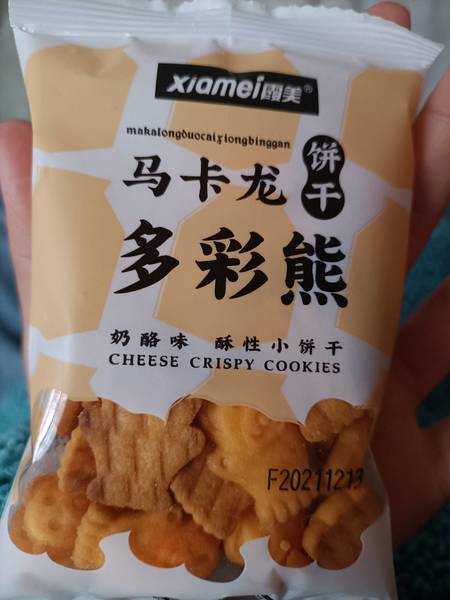 xiamei霞美®
makalongduocaixiongbinggan
马卡龙 饼干
多彩熊
奶酪味 酥性小饼干
CHEESE CRISPY COOKIES
F20211213